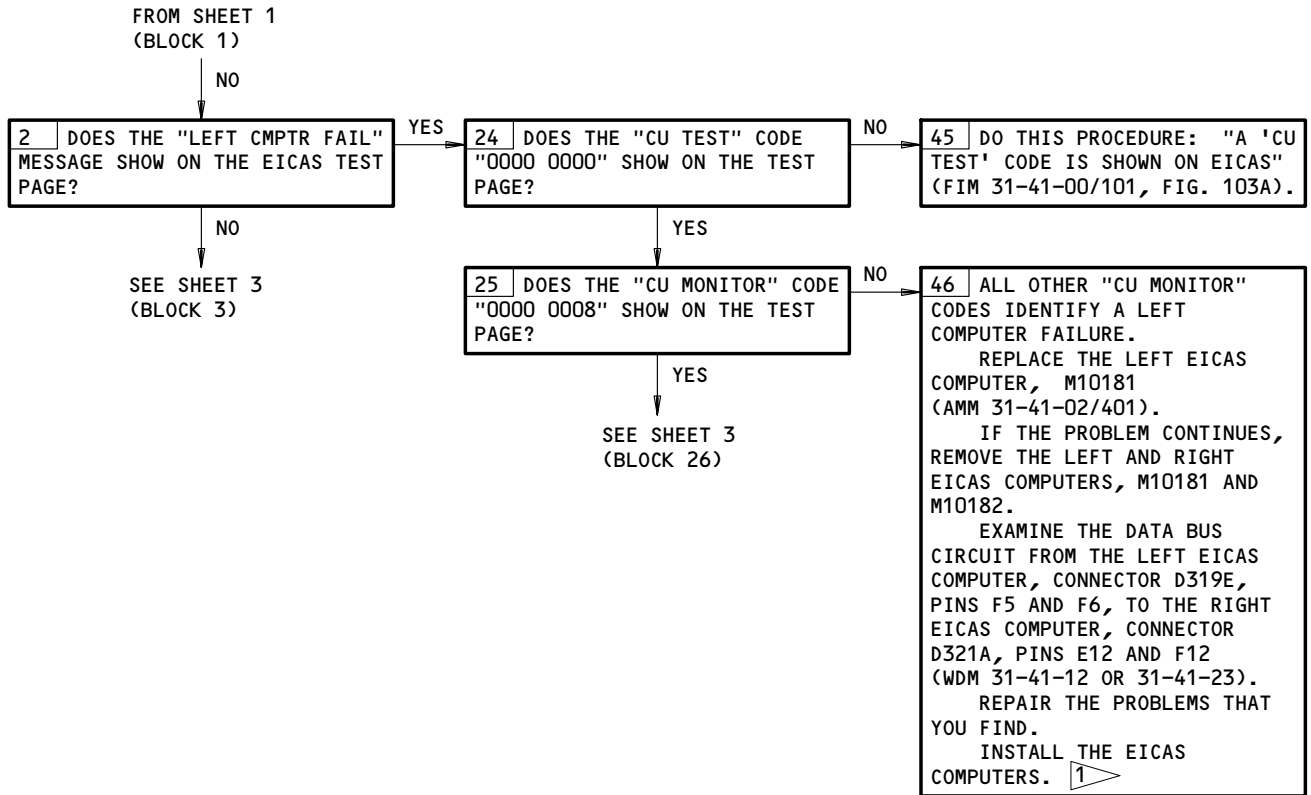 FROM SHEET 1
(BLOCK 1)
NO
2 DOES THE "LEFT CMPTR FAIL"
MESSAGE SHOW ON THE EICAS TEST
PAGE?
YES
NO
SEE SHEET 3
(BLOCK 3)
24 DOES THE "CU TEST" CODE
"0000 0000" SHOW ON THE TEST
PAGE?
NO
YES
45 DO THIS PROCEDURE: "A 'CU
TEST' CODE IS SHOWN ON EICAS"
(FIM 31-41-00/101, FIG. 103A).
25 DOES THE "CU MONITOR" CODE
"0000 0008" SHOW ON THE TEST
PAGE?
NO
YES
SEE SHEET 3
(BLOCK 26)
46 ALL OTHER "CU MONITOR"
CODES IDENTIFY A LEFT
COMPUTER FAILURE.
REPLACE THE LEFT EICAS
COMPUTER, M10181
(AMM 31-41-02/401).
IF THE PROBLEM CONTINUES,
REMOVE THE LEFT AND RIGHT
EICAS COMPUTERS, M10181 AND
M10182.
EXAMINE THE DATA BUS
CIRCUIT FROM THE LEFT EICAS
COMPUTER, CONNECTOR D319E,
PINS F5 AND F6, TO THE RIGHT
EICAS COMPUTER, CONNECTOR
D321A, PINS E12 AND F12
(WDM 31-41-12 OR 31-41-23).
REPAIR THE PROBLEMS THAT
YOU FIND.
INSTALL THE EICAS
COMPUTERS. 1